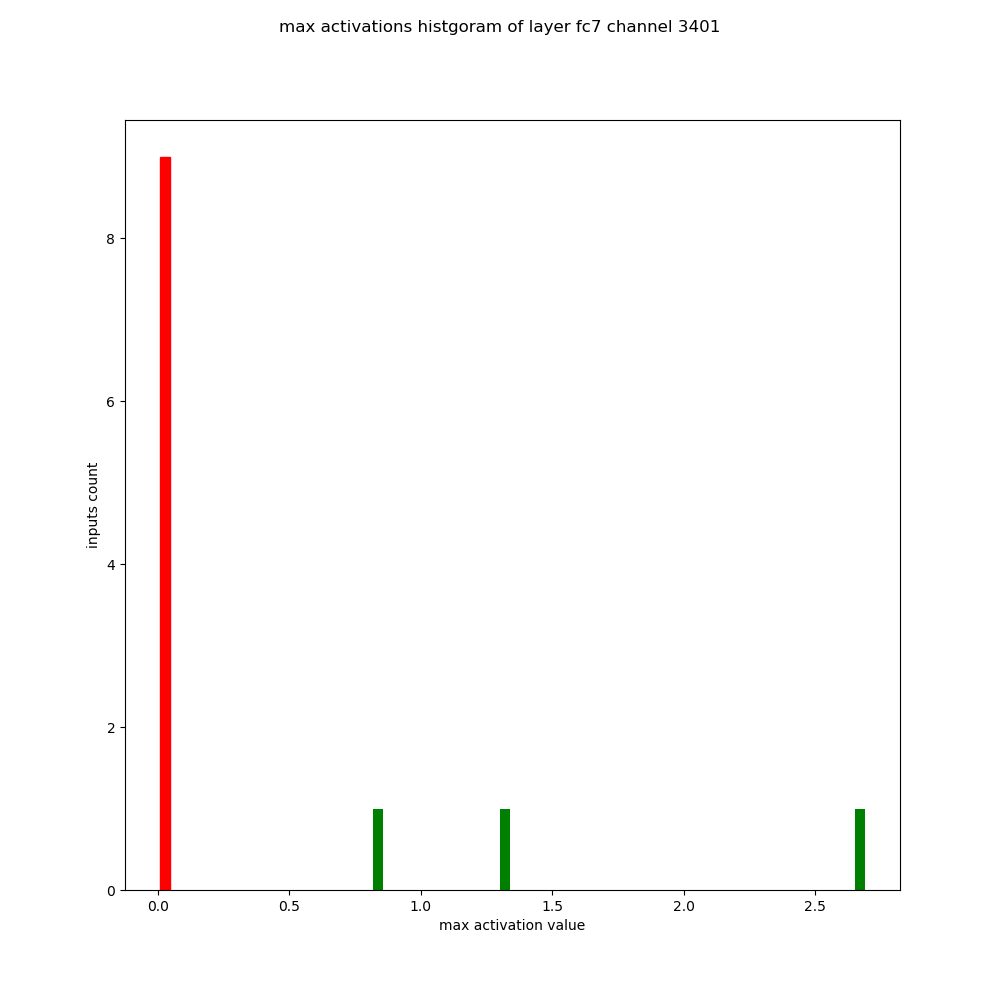 max activations histgoram of layer fc7 channel 3401
8
6
4
2
0
inputs count
0.0 0.5 1.0 1.5 2.0 2.5
max activation value